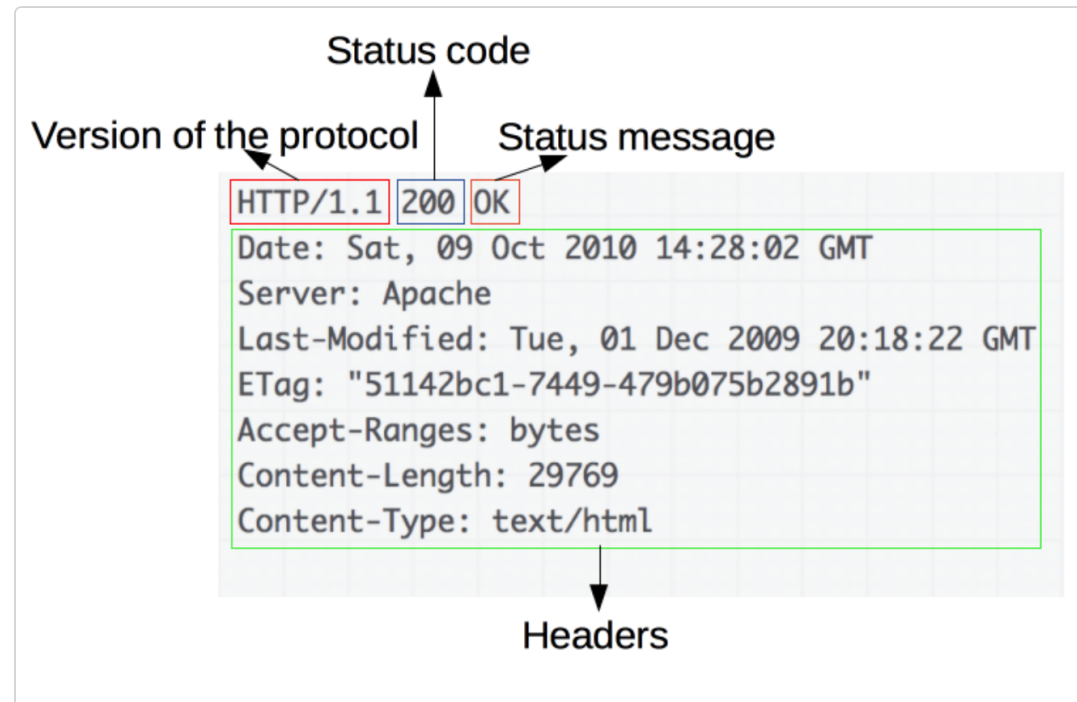 Status code
Version of the protocol
Status message
HTTP/1.1 200 OK
Date: Sat, 09 Oct 2010 14:28:02 GMT
Server: Apache
Last-Modified: Tue, 01 Dec 2009 20:18:22 GMT
ETag: "51142bc1-7449-479b075b2891b"
Accept-Ranges: bytes
Content-Length: 29769
Content-Type: text/html
Headers